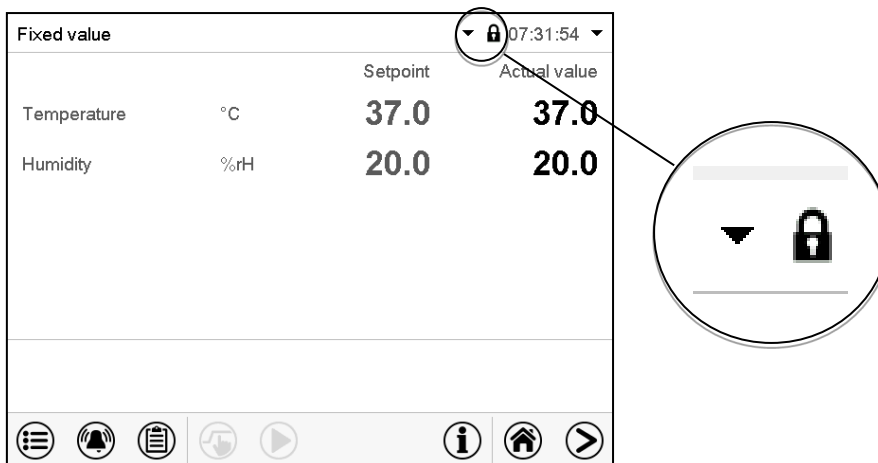 Fixed value 07:31:54
Setpoint Actual value
Temperature °C 37.0 37.0
Humidity %rH 20.0 20.0